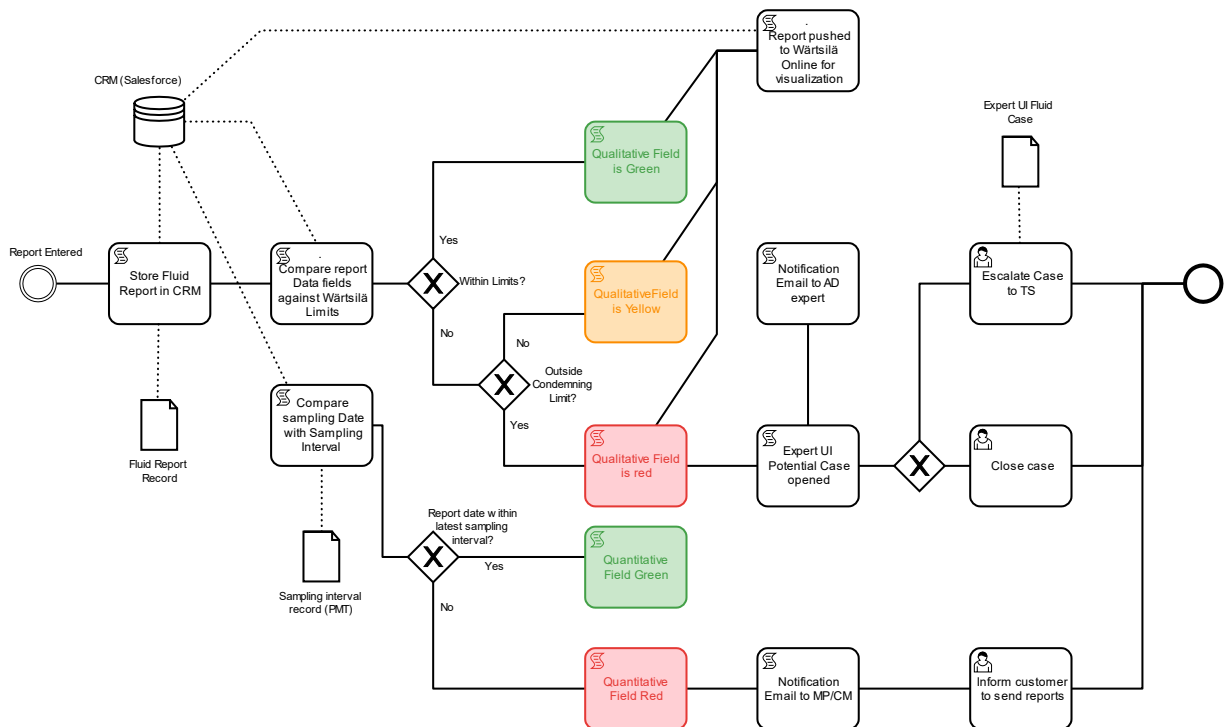 .
Report pushed
to Wärtsilä
Online for
visualization
CRM (Salesforce)
Expert UI Fluid
Case
Qualitative Field
is Green
Report Entered
Yes
Store Fluid
Report in CRM
Compare report
Data fields
against Wärtsilä
Limits
Within Limits?
QualitativeField
is Yellow
Notification
Email to AD
expert
Escalate Case
to TS
No
No
Outside
Condemning
Limit?
Compare
sampling Date
with Sampling
Interval
Yes
Fluid Report
Record
Qualitative Field
is red
Expert UI
Potential Case
opened
Close case
Report date within
latest sampling
interval?
Yes
Quantitative
Field Green
Sampling interval
record (PMT)
No
Quantitative
Field Red
Notification
Email to MP/CM
Inform customer
to send reports